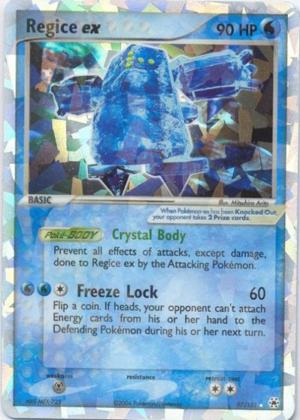 Regice ex
90 HP
BASIC
Illus. Mitsuhiro Arita
When Pokémon-ex has been Knocked Out,
your opponent takes 2 Prize cards.
Poké-BODY Crystal Body
Prevent all effects of attacks, except damage,
done to Regice ex by the Attacking Pokémon.
Freeze Lock 60
Flip a coin. If heads, your opponent can't attach
Energy cards from his or her hand to the
Defending Pokémon during his or her next turn.
weakness resistance retreat cost
©2004 Pokémon/Nintendo